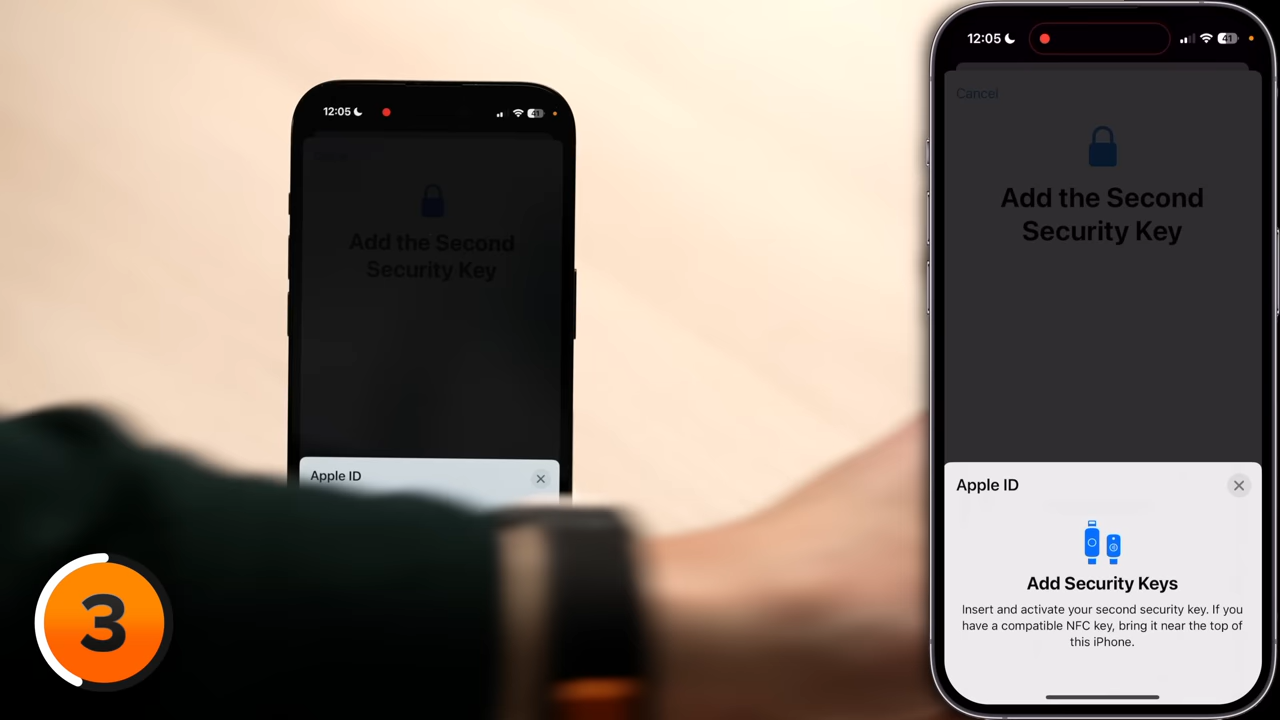 12:05
Add the Second
Security Key
Apple ID
3
12:05
41
Cancel
Add the Second
Security Key
Apple ID
Add Security Keys
Insert and activate your second security key. If you
have a compatible NFC key, bring it near the top of
this iPhone.